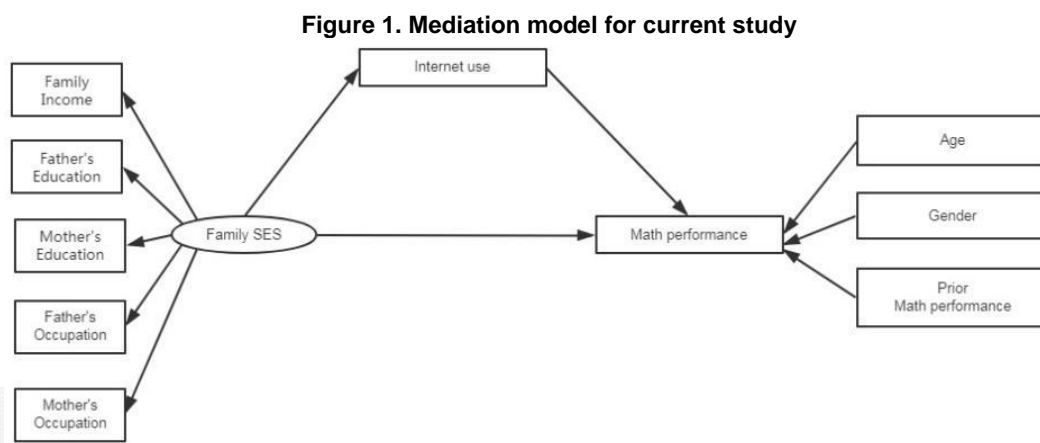 Figure 1. Mediation model for current study
Internet use
Family
Income
Father's
Education
Mother's
Education
Father's
Occupation
Mother's
Occupation
Family SES
Math performance
Age
Gender
Prior
Math performance